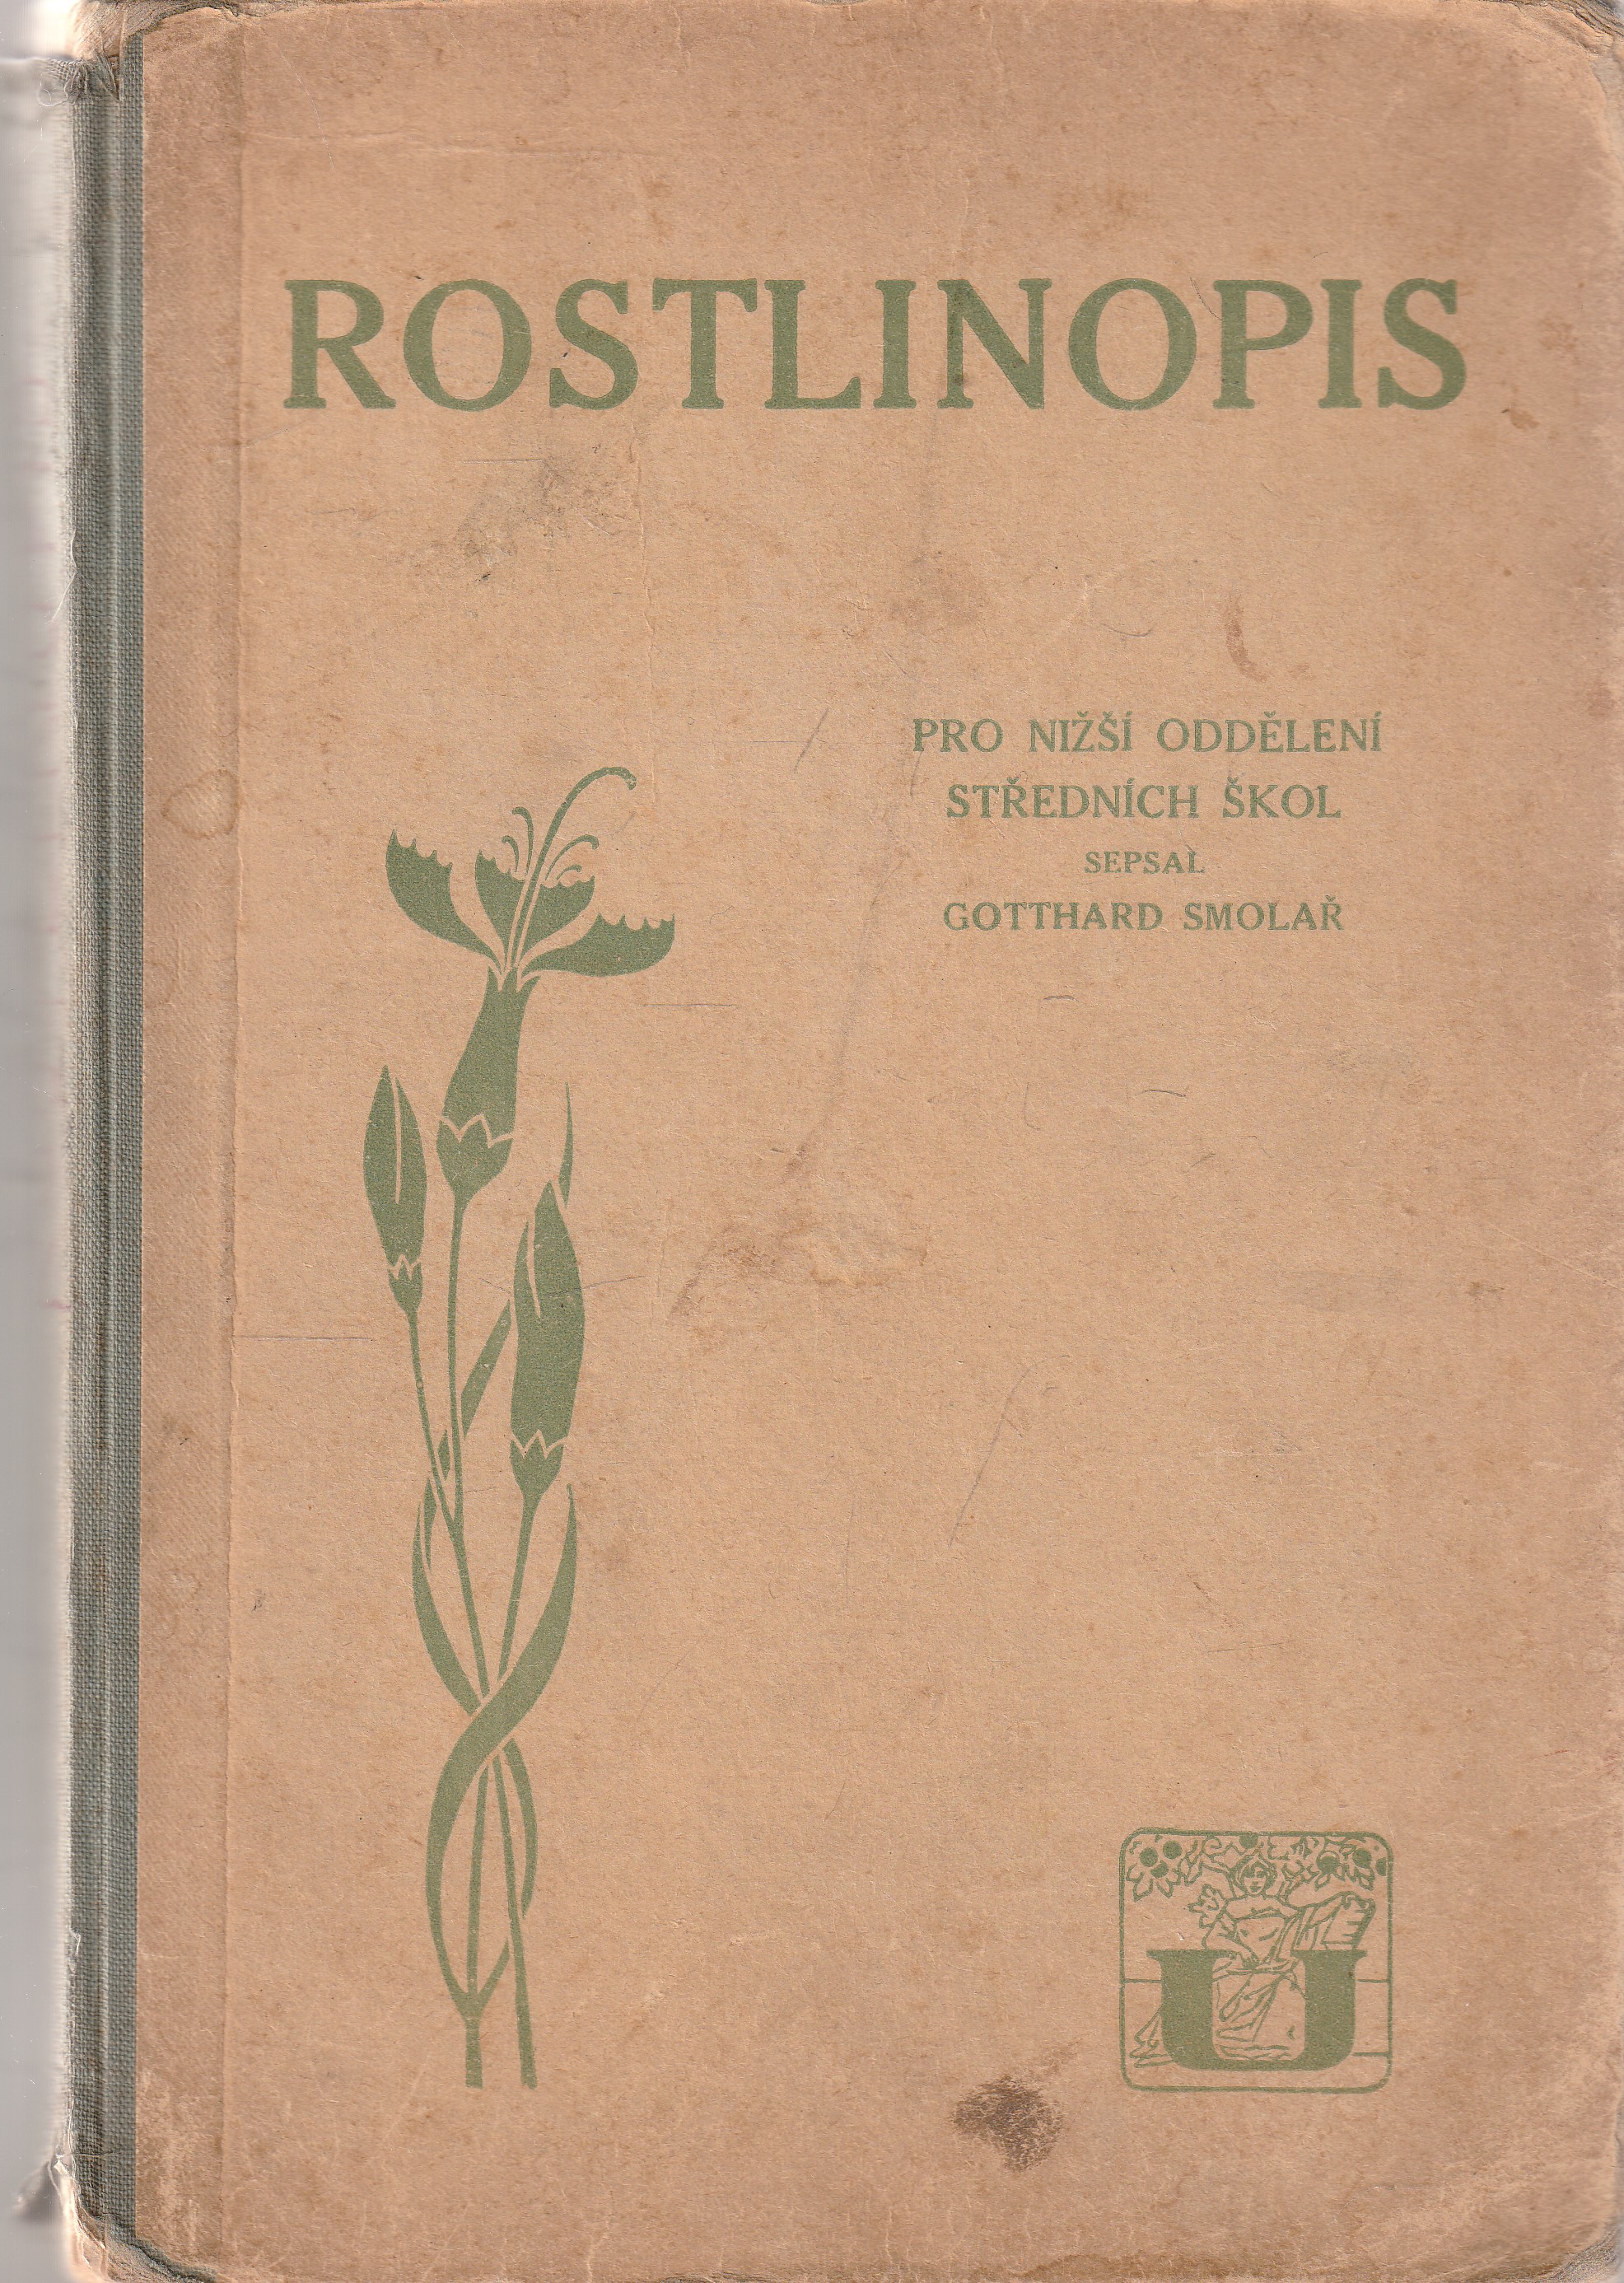 ROSTLINOPIS
PRO NIŽŠÍ ODDĚLENÍ
STŘEDNÍCH ŠKOL
SEPSAL
GOTTHARD SMOLAŘ
U